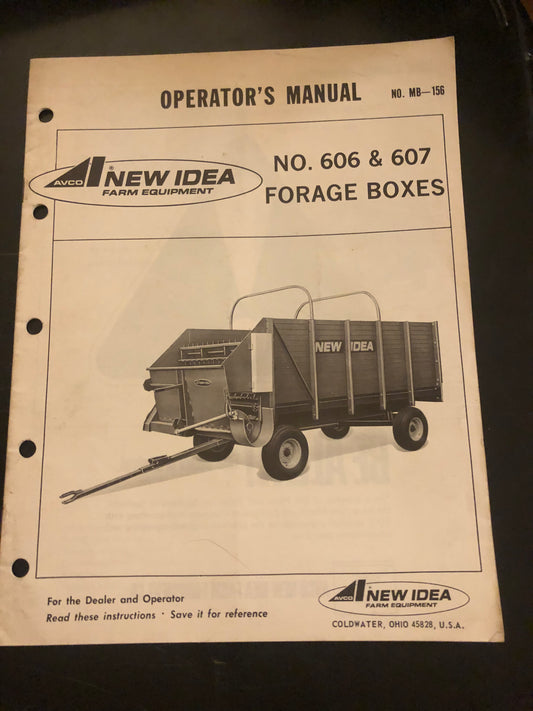 OPERATOR'S MANUAL
NO. MB—156
AVCO NEW IDEA
FARM EQUIPMENT
NO. 606 & 607
FORAGE BOXES
NEW IDEA
For the Dealer and Operator
Read these instructions · Save it for reference
AVCO NEW IDEA
FARM EQUIPMENT
COLDWATER, OHIO 45828, U.S.A.